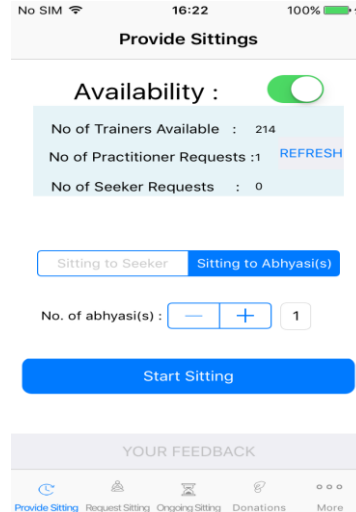 No SIM 16:22 100%
Provide Sittings
Availability :
No of Trainers Available : 214
No of Practitioner Requests :1 REFRESH
No of Seeker Requests : 0
Sitting to Seeker Sitting to Abhyasi(s)
No. of abhyasi(s) : — + 1
Start Sitting
YOUR FEEDBACK
Provide Sitting Request Sitting Ongoing Sitting Donations More